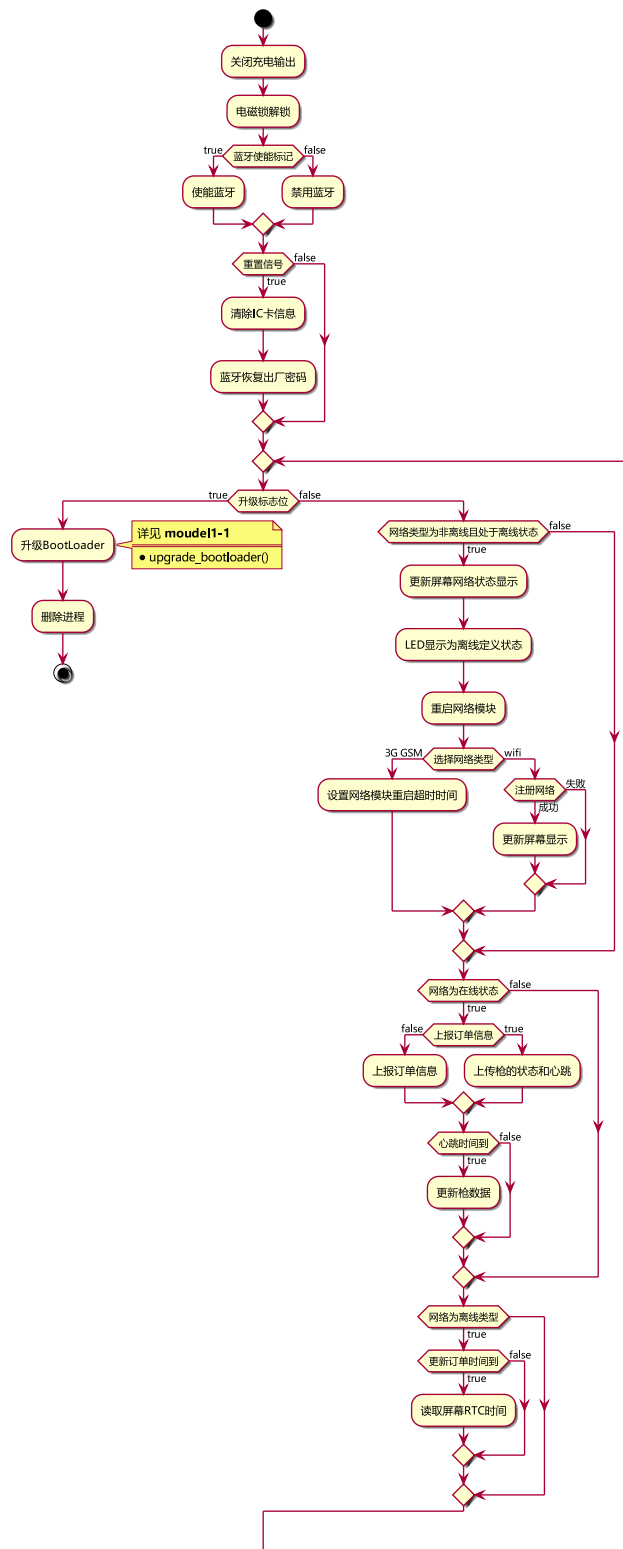 关闭充电输出
电磁锁解锁
true
蓝牙使能标记
false
使能蓝牙
禁用蓝牙
重置信号
false
true
清除IC卡信息
蓝牙恢复出厂密码
true
升级标志位
false
升级BootLoader
详见 moudel1-1
• upgrade_bootloader()
删除进程
网络类型为非离线且处于离线状态
false
true
更新屏幕网络状态显示
LED显示为离线定义状态
重启网络模块
3G GSM
选择网络类型
wifi
设置网络模块重启超时时间
注册网络
失败
成功
更新屏幕显示
网络为在线状态
false
true
false
上报订单信息
true
上报订单信息
上传枪的状态和心跳
心跳时间到
false
true
更新枪数据
网络为离线类型
true
更新订单时间到
false
true
读取屏幕RTC时间